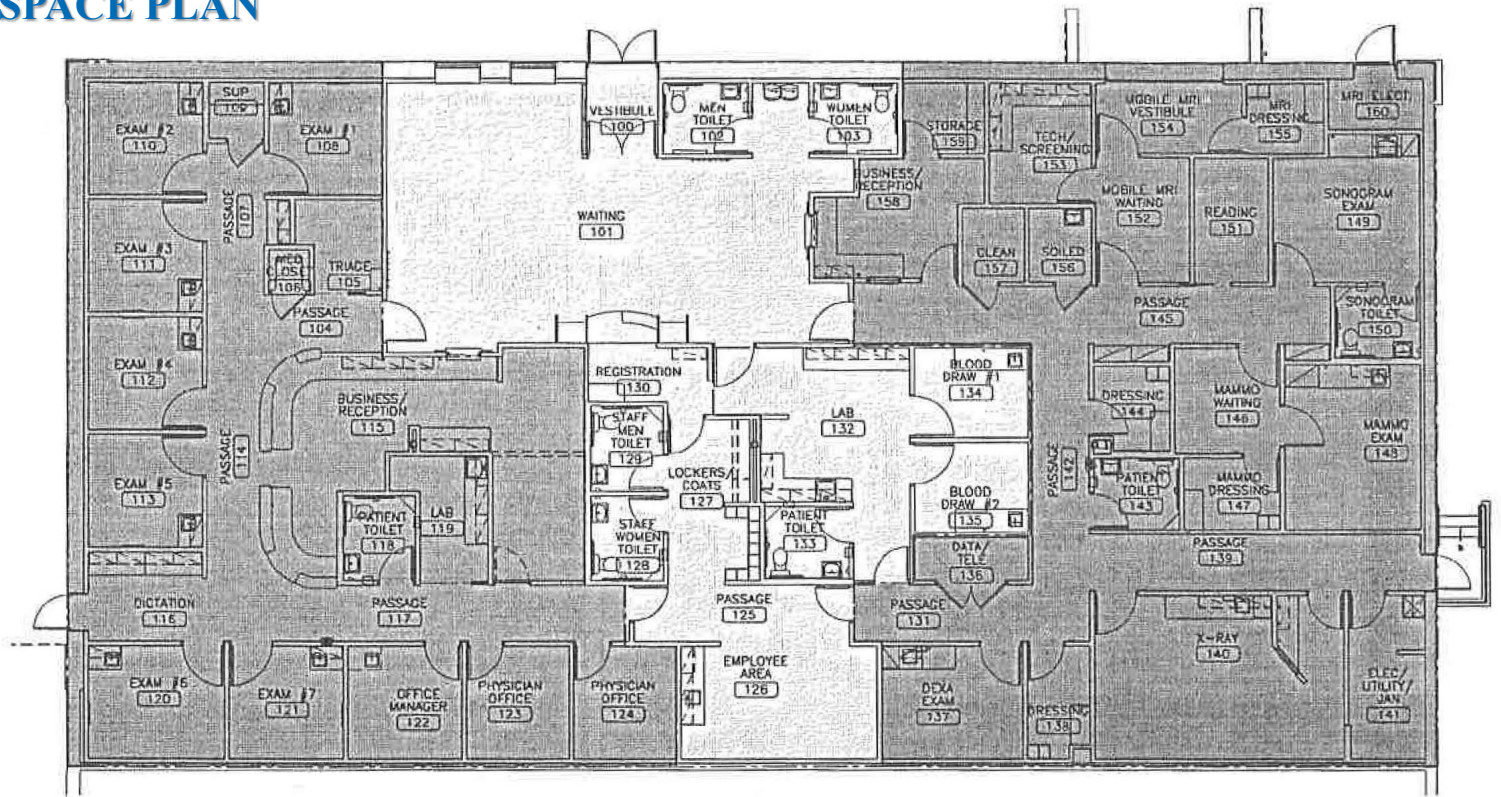 SPACE PLAN
EXAM #2
110
SUP
109
EXAM #1
108
VESTIBULE
100
MEN
TOILET
102
WOMEN
TOILET
103
STORAGE
159
TECH/
SCREENING
153
MOBILE MRI
VESTIBULE
154
MRI
DRESSING
155
MRI ELECT.
160
PASSAGE
107
EXAM #3
111
MED
CLOSET
106
TRIAGE
105
PASSAGE
104
WAITING
101
BUSINESS/
RECEPTION
158
CLEAN
157
SOILED
156
MOBILE MRI
WAITING
152
READING
151
SONOGRAM
EXAM
149
SONOGRAM
TOILET
150
PASSAGE
145
EXAM #4
112
BUSINESS/
RECEPTION
115
REGISTRATION
130
STAFF
MEN
TOILET
129
LOCKERS/
COATS
127
LAB
132
BLOOD
DRAW #1
134
DRESSING
144
MAMMO
WAITING
146
MAMMO
EXAM
148
EXAM #5
113
PASSAGE
114
PATIENT
TOILET
118
LAB
119
STAFF
WOMEN
TOILET
128
PATIENT
TOILET
133
BLOOD
DRAW #2
135
PASSAGE
142
PATIENT
TOILET
143
MAMMO
DRESSING
147
DATA/
TELE
136
PASSAGE
139
DICTATION
116
PASSAGE
117
PASSAGE
125
PASSAGE
131
X-RAY
140
EXAM #6
120
EXAM #7
121
OFFICE
MANAGER
122
PHYSICIAN
OFFICE
123
PHYSICIAN
OFFICE
124
EMPLOYEE
AREA
126
DEXA
EXAM
137
DRESSING
138
ELEC/
UTILITY/
JAN
141